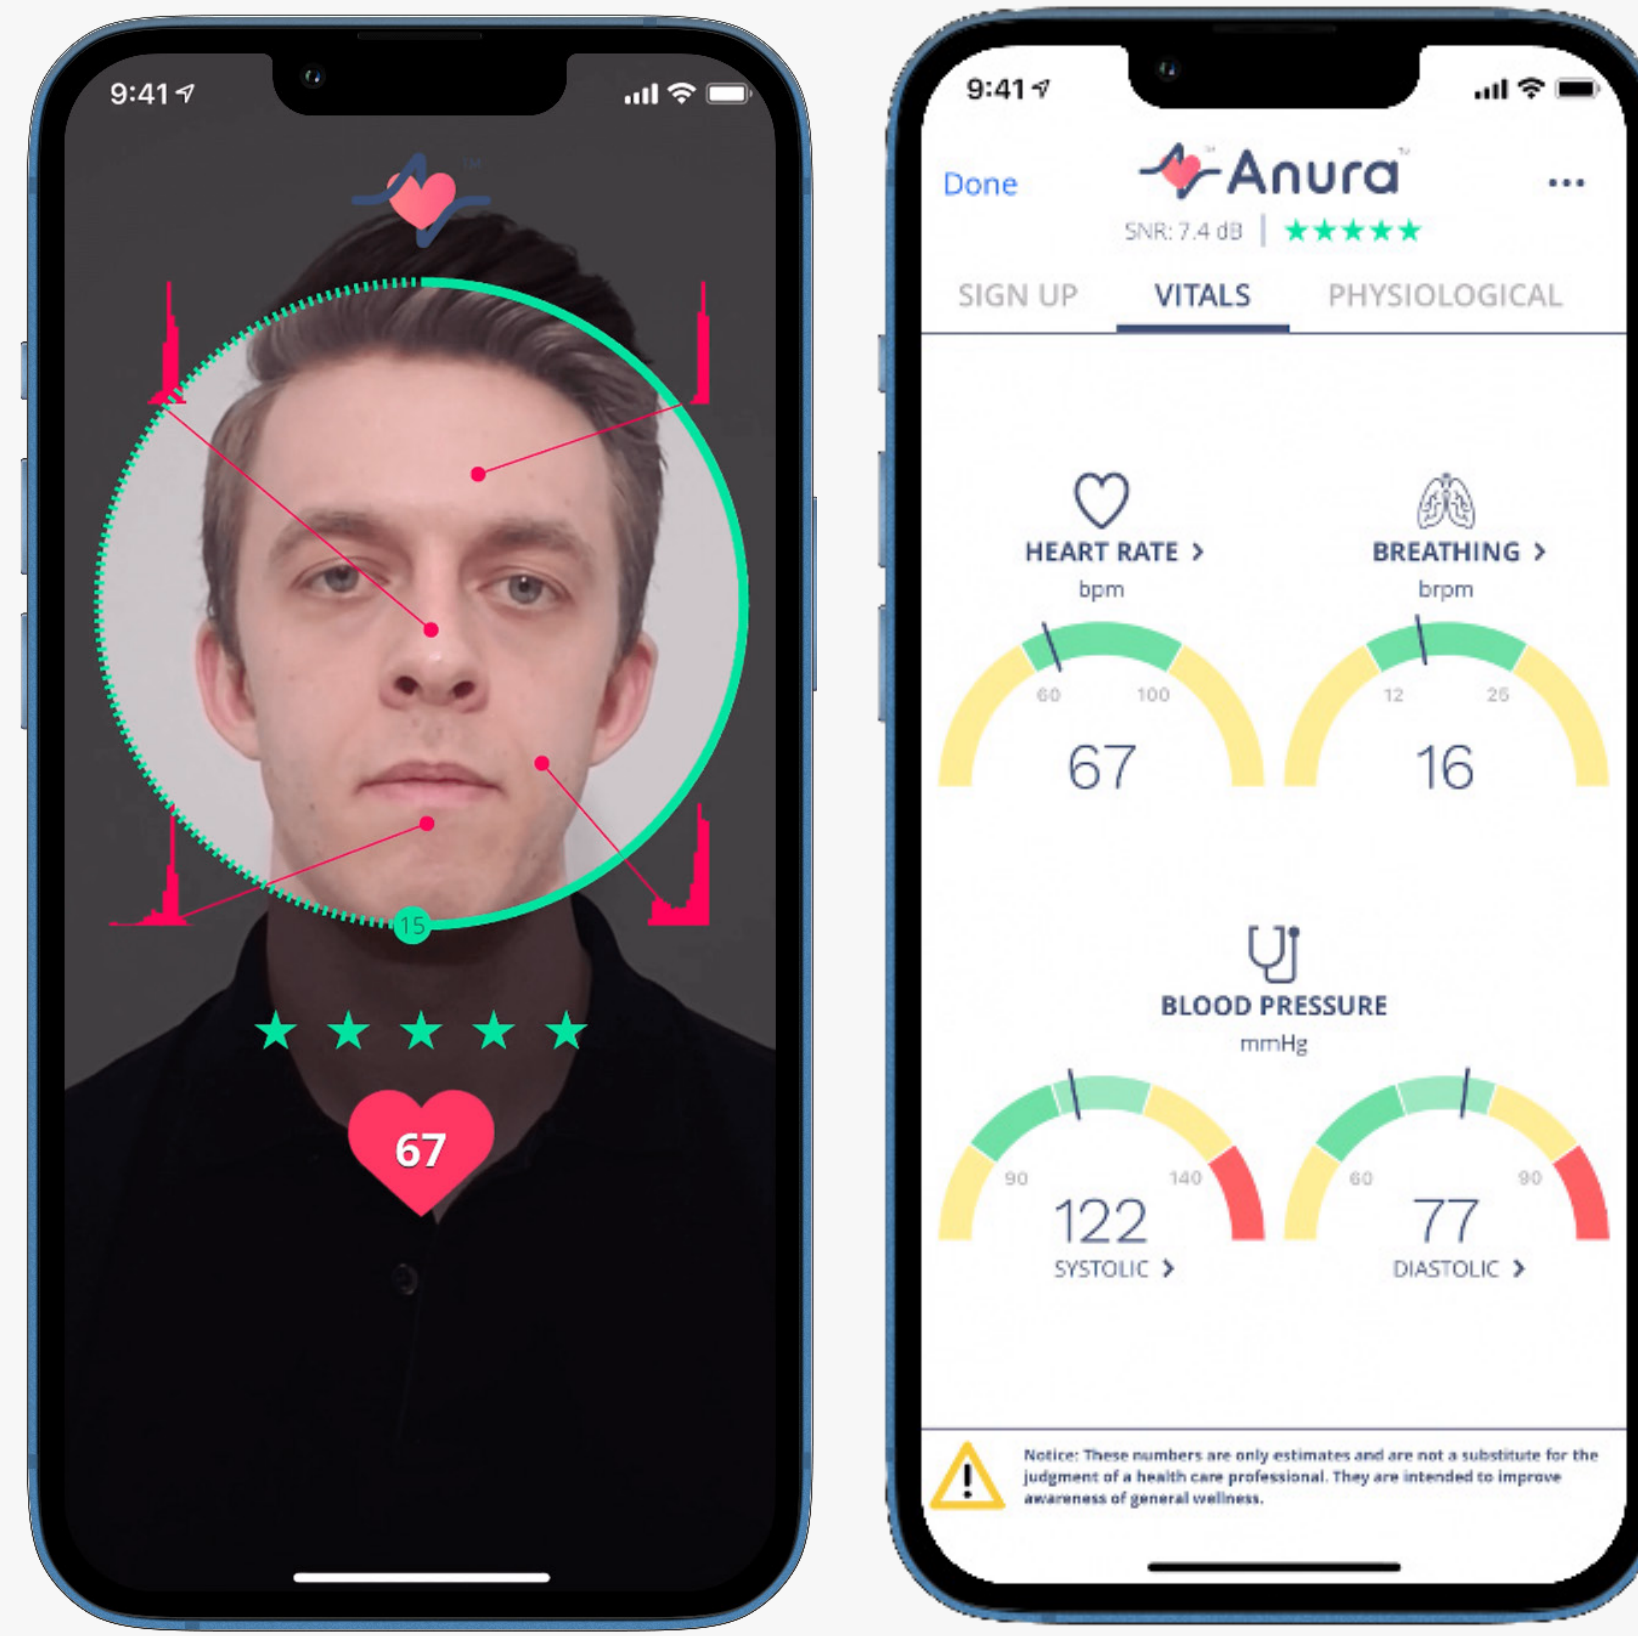 9:41
TM
15
67
9:41
Done
Anura
TM
SNR: 7.4 dB
SIGN UP
VITALS
PHYSIOLOGICAL
HEART RATE >
bpm
60
100
67
BREATHING >
brpm
12
25
16
BLOOD PRESSURE
mmHg
90
140
122
SYSTOLIC >
60
90
77
DIASTOLIC >
Notice: These numbers are only estimates and are not a substitute for the
judgment of a health care professional. They are intended to improve
awareness of general wellness.